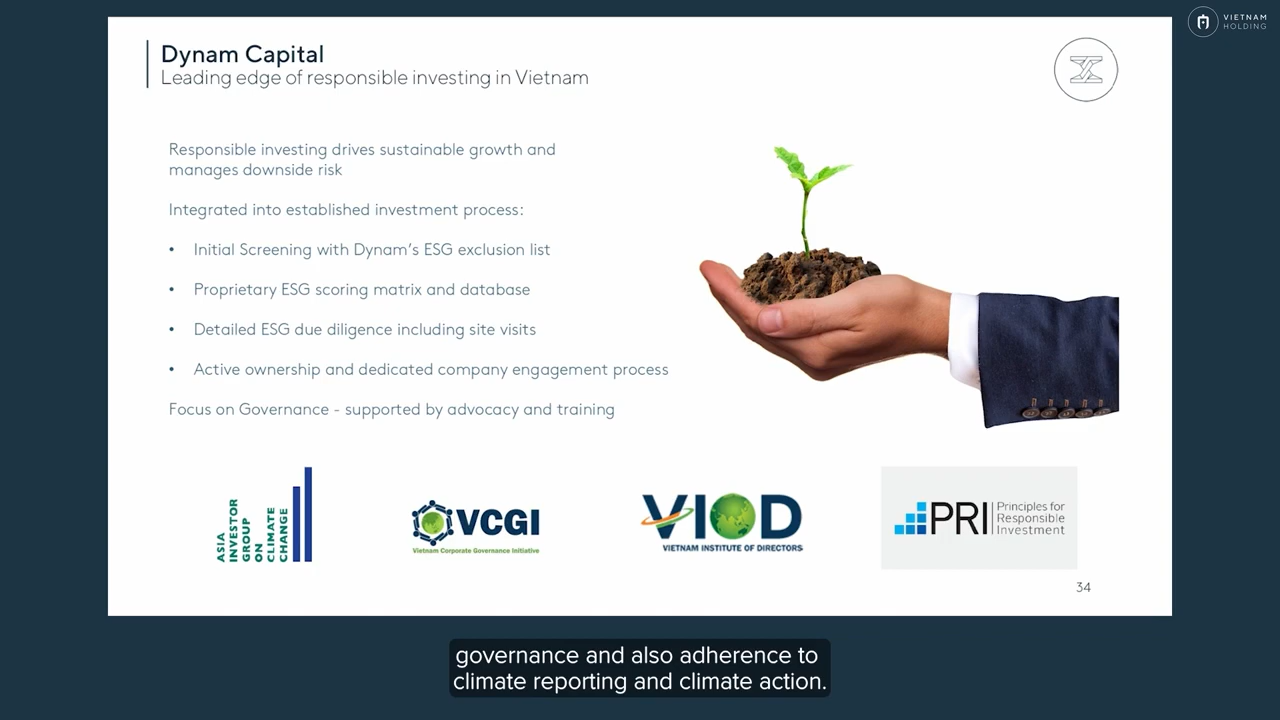 VIETNAM
HOLDING
Dynam Capital
Leading edge of responsible investing in Vietnam
Responsible investing drives sustainable growth and
manages downside risk
Integrated into established investment process:
• Initial Screening with Dynam's ESG exclusion list
• Proprietary ESG scoring matrix and database
• Detailed ESG due diligence including site visits
• Active ownership and dedicated company engagement process
Focus on Governance - supported by advocacy and training
ASIA
INVESTOR
GROUP
ON
CLIMATE
CHANGE
VCGI
Vietnam Corporate Governance Initiative
VIOD
VIETNAM INSTITUTE OF DIRECTORS
PRI
Principles for
Responsible
Investment
34
governance and also adherence to
climate reporting and climate action.